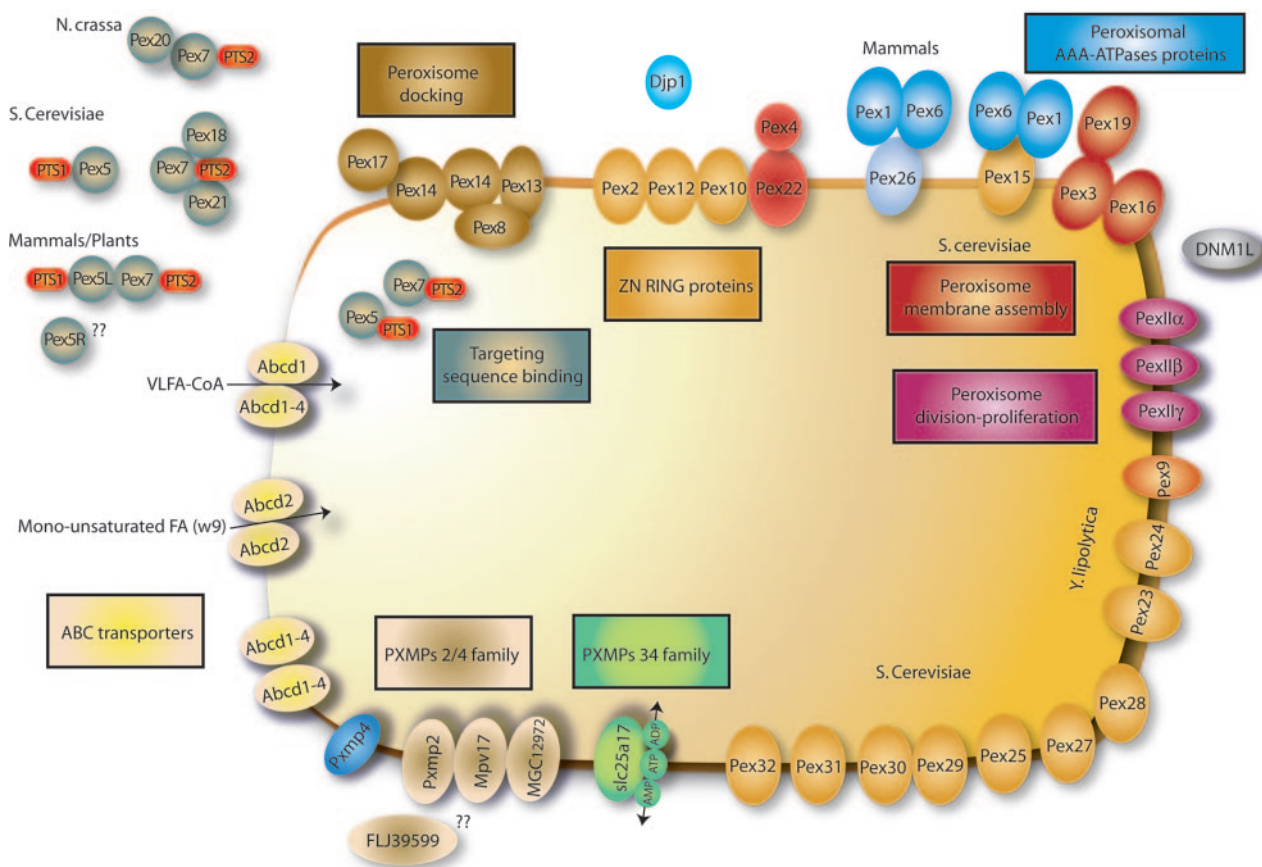 N. crassa
Pex20
Pex7
PTS2
S. Cerevisiae
PTS1
Pex5
Pex18
Pex7
PTS2
Pex21
Mammals/Plants
PTS1
Pex5L
Pex7
PTS2
Pex5R
??
Peroxisome
docking
Pex17
Pex14
Pex14
Pex13
Pex8
Djp1
Pex2
Pex12
Pex10
Pex4
Pex22
Mammals
Pex1
Pex6
Pex26
Pex6
Pex1
Pex15
Peroxisomal
AAA-ATPases proteins
Pex19
Pex3
Pex16
S. cerevisiae
DNM1L
Pex7
PTS2
Pex5
PTS1
Targeting
sequence binding
ZN RING proteins
Peroxisome
membrane assembly
Peroxisome
division-proliferation
PexIIα
PexIIβ
PexIIγ
Pex9
Pex24
Pex23
Y. lipolytica
VLFA-CoA
Abcd1
Abcd1-4
Mono-unsaturated FA (w9)
Abcd2
Abcd2
ABC transporters
Abcd1-4
Abcd1-4
PXMPs 2/4 family
PXMPs 34 family
S. Cerevisiae
Pxmp4
Pxmp2
Mpv17
MGC12972
FLJ39599
??
slc25a17
ADP
ATP
AMP
Pex32
Pex31
Pex30
Pex29
Pex25
Pex27
Pex28